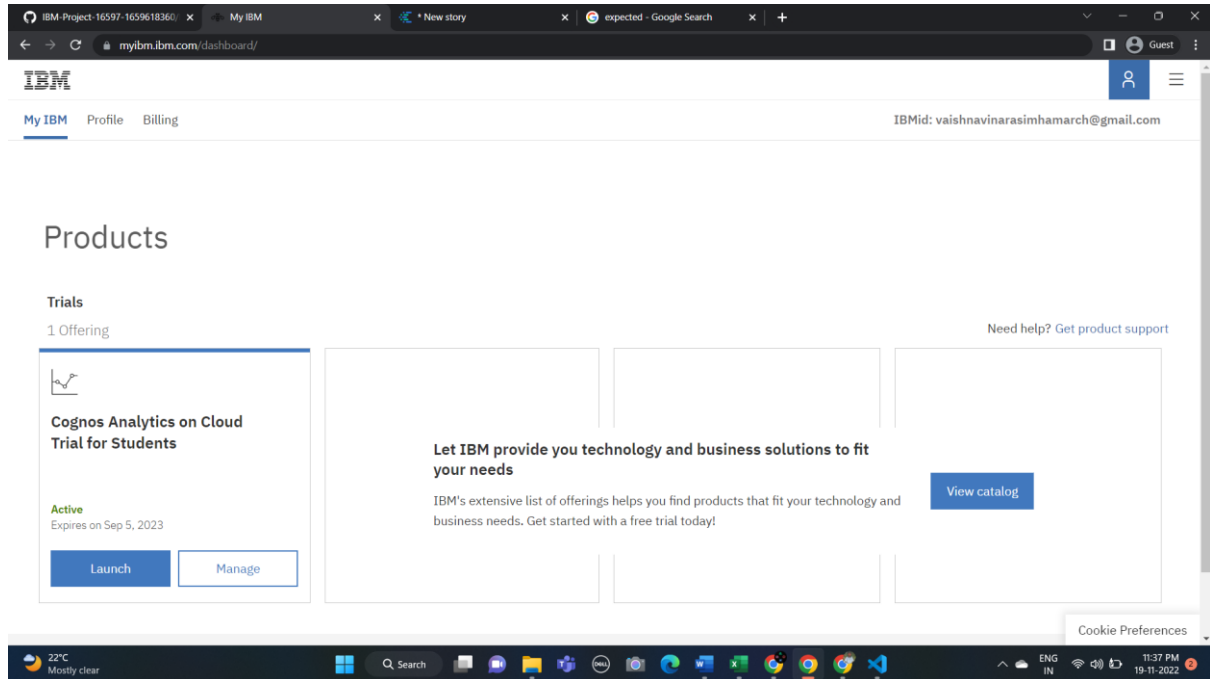 IBM-Project-16597-1659618360/
My IBM
* New story
expected - Google Search
myibm.ibm.com/dashboard/
Guest
IBM
My IBM Profile Billing
IBMid: vaishnavinarasimhamarch@gmail.com
Products
Trials
1 Offering
Need help? Get product support
Cognos Analytics on Cloud
Trial for Students
Active
Expires on Sep 5, 2023
Launch
Manage
Let IBM provide you technology and business solutions to fit
your needs
IBM's extensive list of offerings helps you find products that fit your technology and
business needs. Get started with a free trial today!
View catalog
Cookie Preferences
22°C
Mostly clear
Search
DELL
ENG
IN
11:37 PM
19-11-2022
2